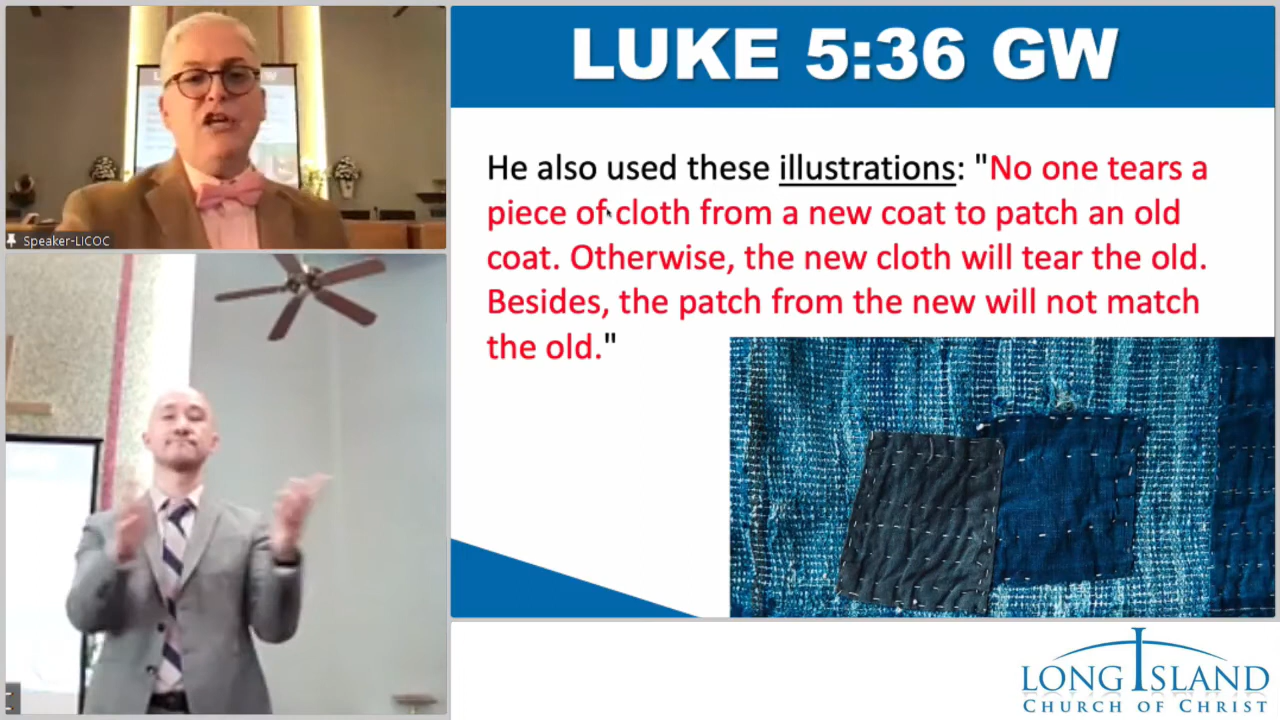 LUKE 5:36 GW
He also used these illustrations: "No one tears a
piece of cloth from a new coat to patch an old
coat. Otherwise, the new cloth will tear the old.
Besides, the patch from the new will not match
the old."
Speaker-LICOC
LONG ISLAND
CHURCH OF CHRIST